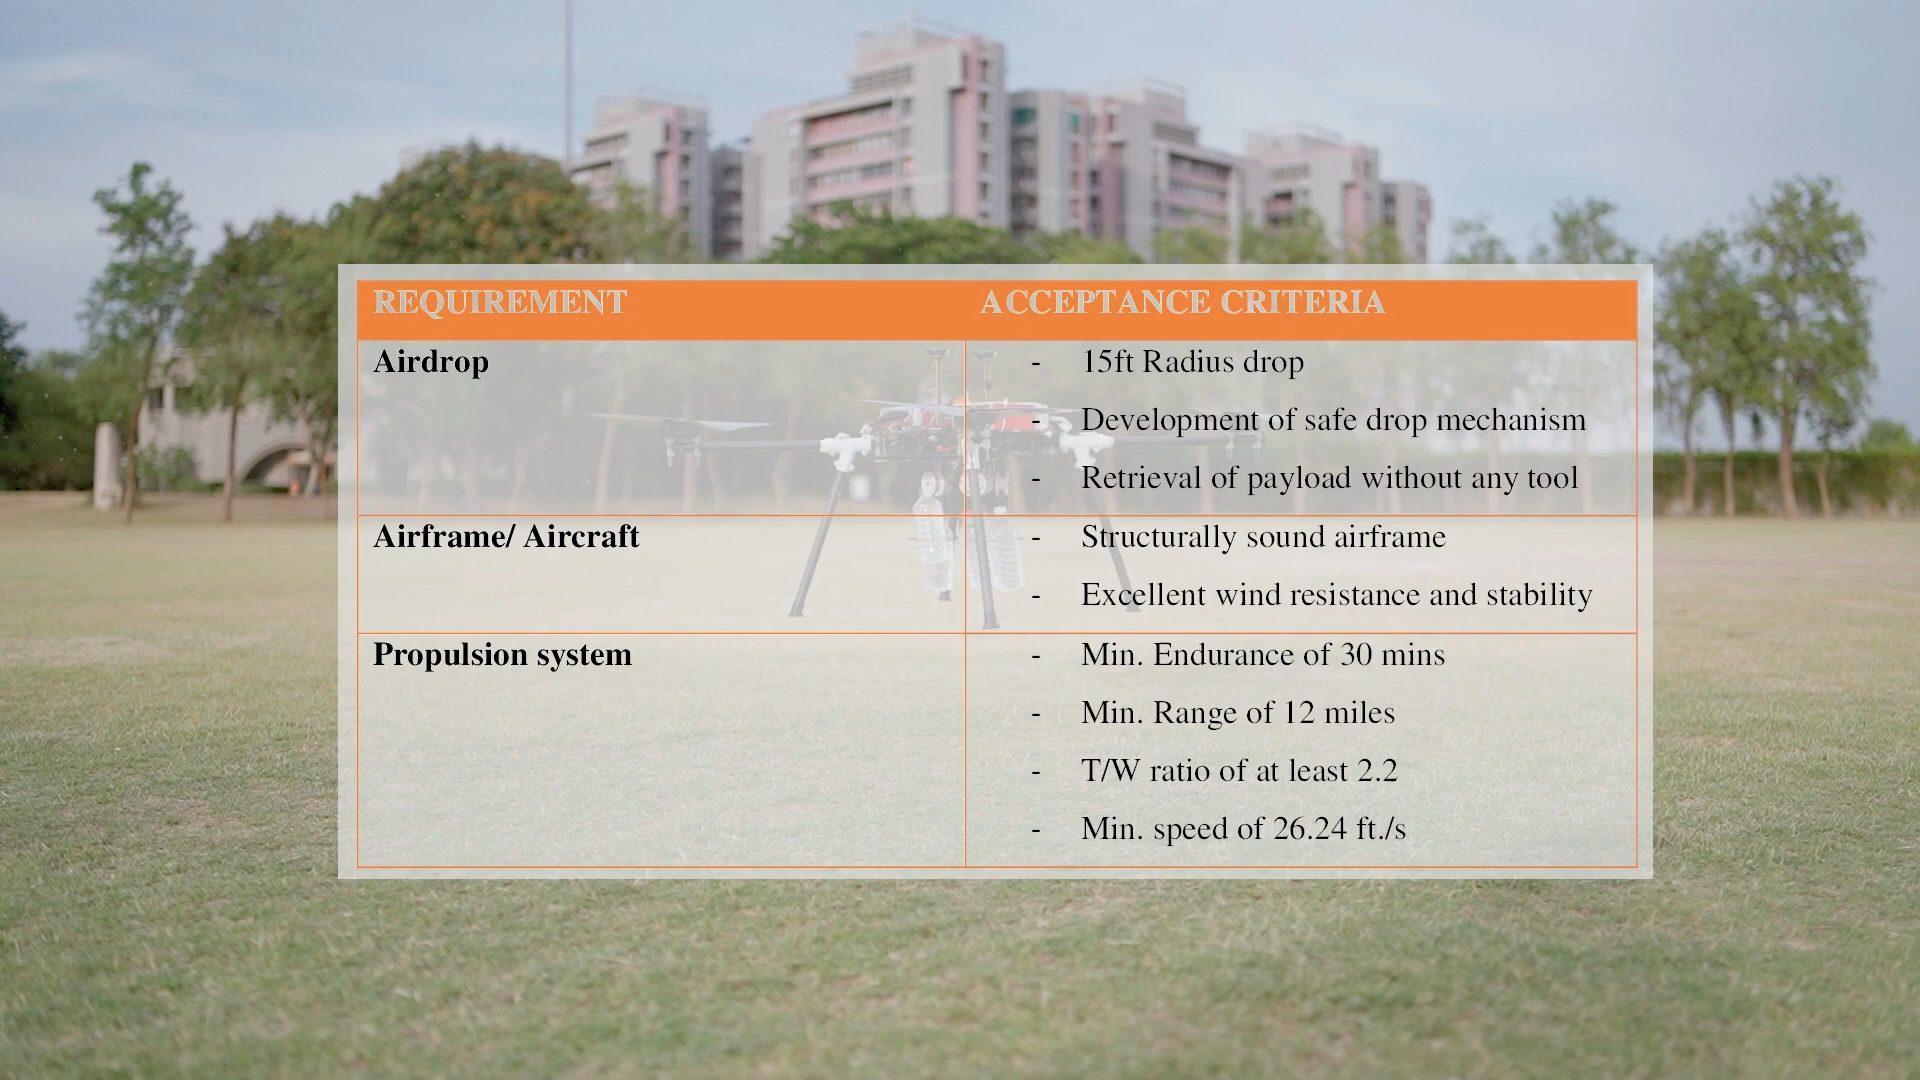 REQUIREMENT ACCEPTANCE CRITERIA
Airdrop
- 15ft Radius drop
- Development of safe drop mechanism
- Retrieval of payload without any tool
Airframe/ Aircraft
- Structurally sound airframe
- Excellent wind resistance and stability
Propulsion system
- Min. Endurance of 30 mins
- Min. Range of 12 miles
- T/W ratio of at least 2.2
- Min. speed of 26.24 ft./s